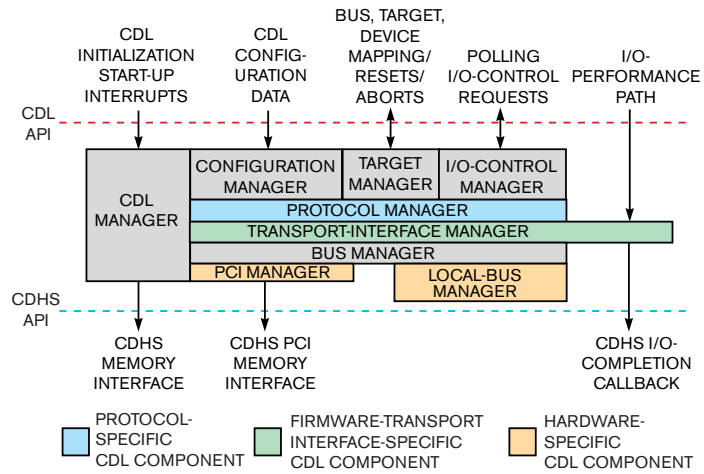 CDL
INITIALIZATION
START-UP
INTERRUPTS
CDL
CONFIG-
URATION
DATA
BUS, TARGET,
DEVICE
MAPPING/
RESETS/
ABORTS
POLLING
I/O-CONTROL
REQUESTS
I/O-
PERFORMANCE
PATH
CDL
API
CDL
MANAGER
CONFIGURATION
MANAGER
TARGET
MANAGER
I/O-CONTROL
MANAGER
PROTOCOL MANAGER
TRANSPORT-INTERFACE MANAGER
BUS MANAGER
PCI MANAGER
LOCAL-BUS
MANAGER
CDHS
API
CDHS
MEMORY
INTERFACE
CDHS PCI
MEMORY
INTERFACE
CDHS I/O-
COMPLETION
CALLBACK
PROTOCOL-
SPECIFIC
CDL COMPONENT
FIRMWARE-TRANSPORT
INTERFACE-SPECIFIC
CDL COMPONENT
HARDWARE-
SPECIFIC
CDL COMPONENT